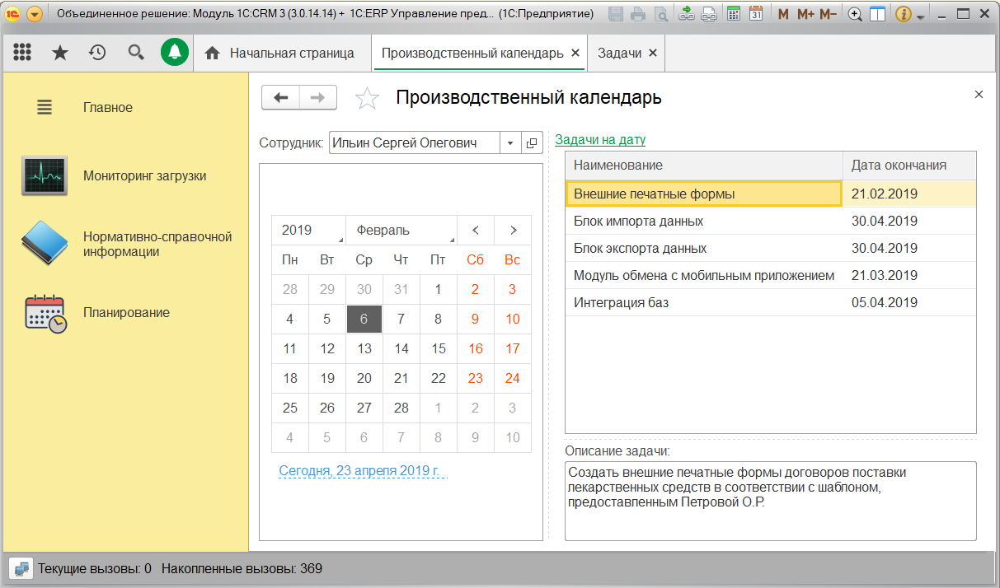 Объединенное решение: Модуль 1С:CRM 3 (3.0.14.14) + 1С:ERP Управление пред... (1С:Предприятие)
31 M M+ M−
Начальная страница
Производственный календарь
Задачи
Главное
Мониторинг загрузки
Нормативно-справочной
информации
Планирование
Производственный календарь
Сотрудник: Ильин Сергей Олегович
2019 Февраль < >
Пн Вт Ср Чт Пт Сб Вс
28 29 30 31 1 2 3
4 5 6 7 8 9 10
11 12 13 14 15 16 17
18 19 20 21 22 23 24
25 26 27 28 1 2 3
4 5 6 7 8 9 10
Сегодня, 23 апреля 2019 г.
Задачи на дату
Наименование Дата окончания
Внешние печатные формы 21.02.2019
Блок импорта данных 30.04.2019
Блок экспорта данных 30.04.2019
Модуль обмена с мобильным приложением 21.03.2019
Интеграция баз 05.04.2019
Описание задачи:
Создать внешние печатные формы договоров поставки
лекарственных средств в соответствии с шаблоном,
предоставленным Петровой О.Р.
Текущие вызовы: 0 Накопленные вызовы: 369